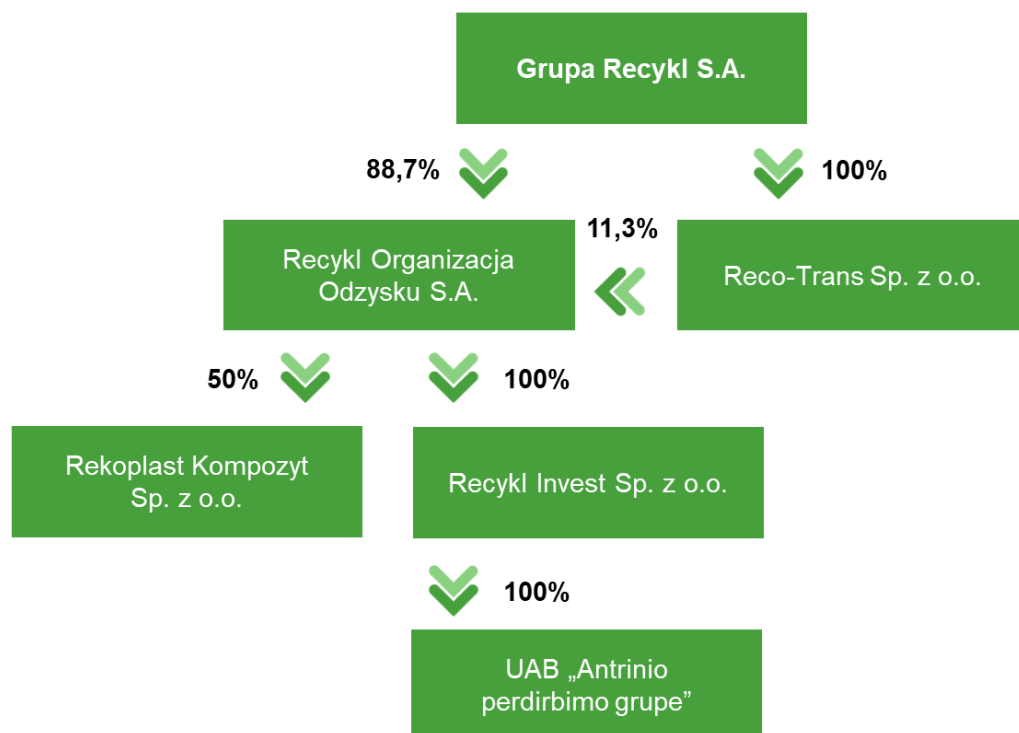 Grupa Recykl S.A.
88,7%
100%
11,3%
Recykl Organizacja
Odzysku S.A.
Reco-Trans Sp. z o.o.
50%
100%
Rekoplast Kompozyt
Sp. z o.o.
Recykl Invest Sp. z o.o.
100%
UAB „Antrinio
perdirbimo grupe”